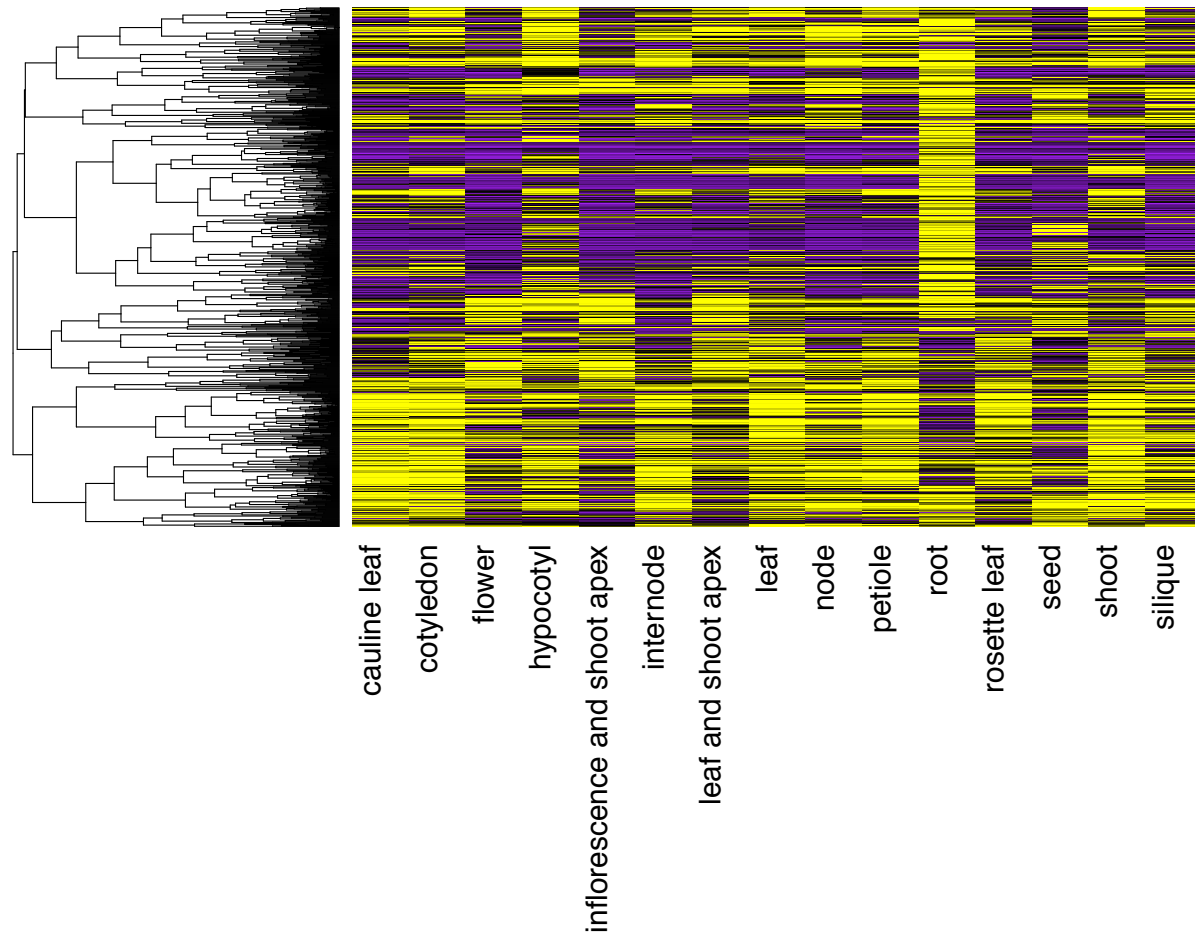 cauline leaf
cotyledon
flower
hypocotyl
inflorescence and shoot apex
internode
leaf and shoot apex
leaf
node
petiole
root
rosette leaf
seed
shoot
silique